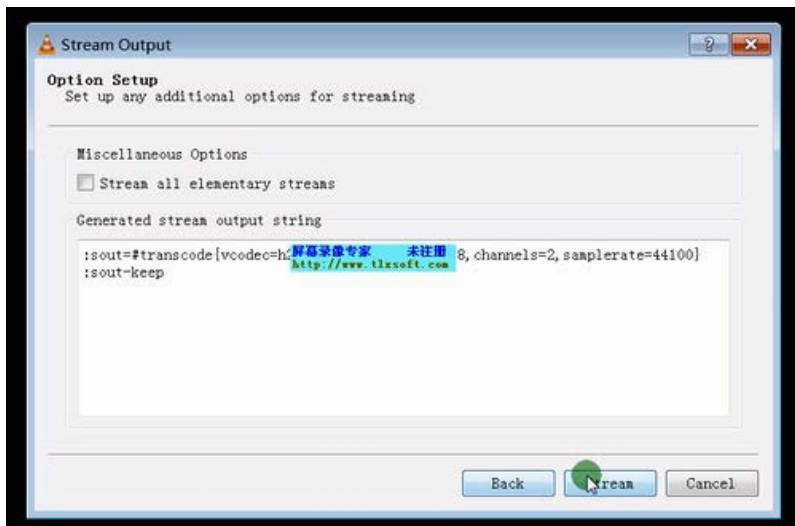 Stream Output
Option Setup
Set up any additional options for streaming
Miscellaneous Options
Stream all elementary streams
Generated stream output string
:sout=#transcode[vcodec=h 8,channels=2,samplerate=44100]
屏幕录像专家 未注册
http://www.tlxsoft.com
:sout-keep
Back
Stream
Cancel